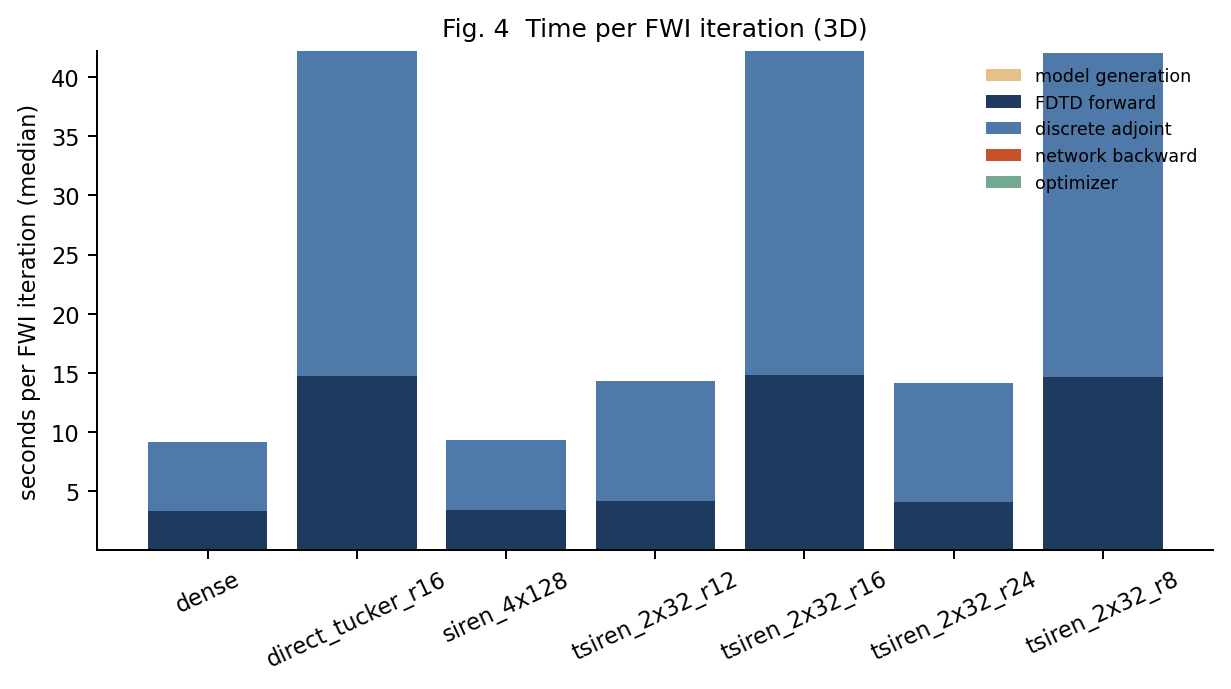 Fig. 4  Time per FWI iteration (3D)
seconds per FWI iteration (median)
40
35
30
25
20
15
10
5
model generation
FDTD forward
discrete adjoint
network backward
optimizer
dense
direct_tucker_r16
siren_4x128
tsiren_2x32_r12
tsiren_2x32_r16
tsiren_2x32_r24
tsiren_2x32_r8